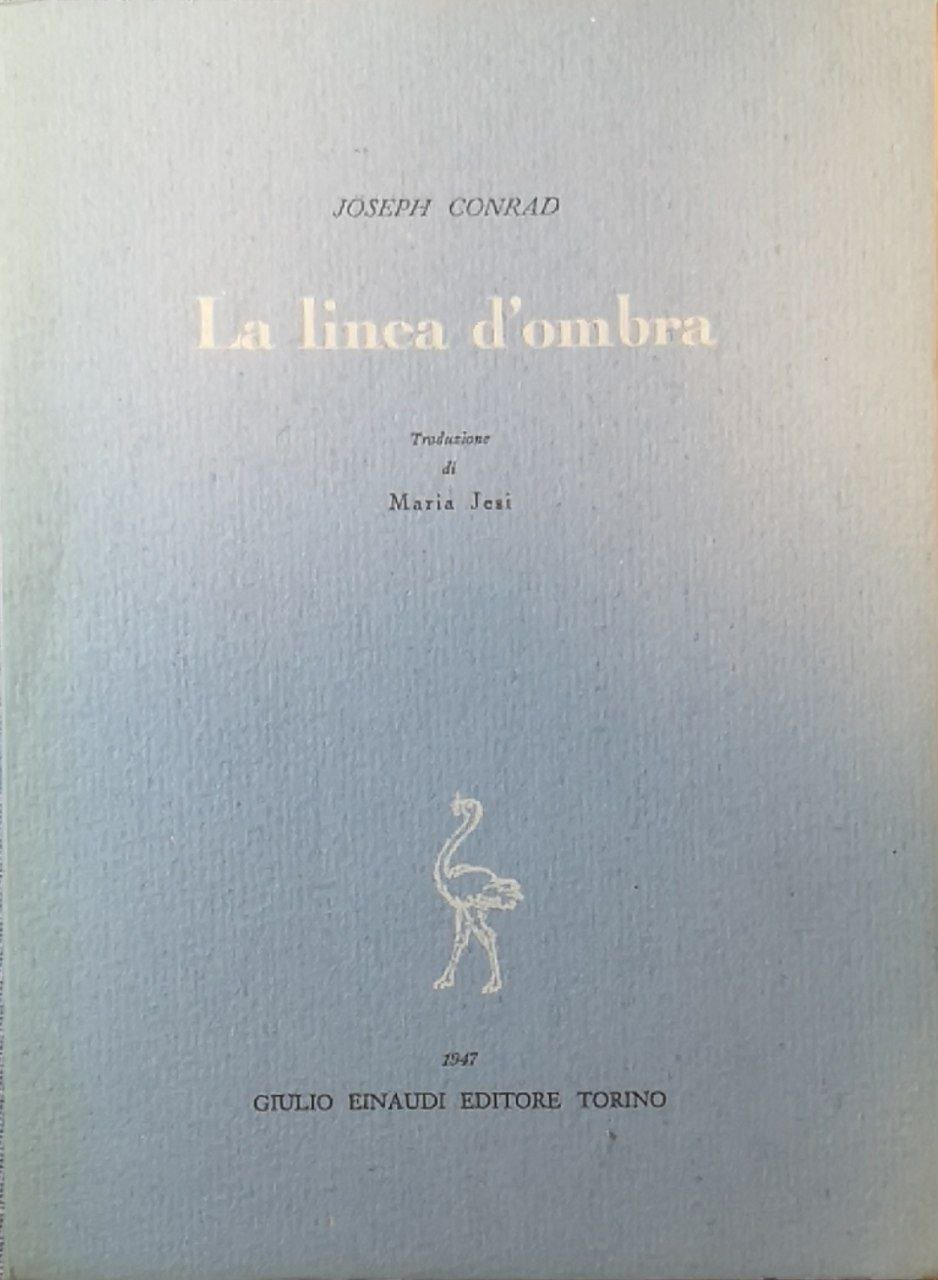 JOSEPH CONRAD
La linea d'ombra
Traduzione
di
Maria Jesi
1947
GIULIO EINAUDI EDITORE TORINO